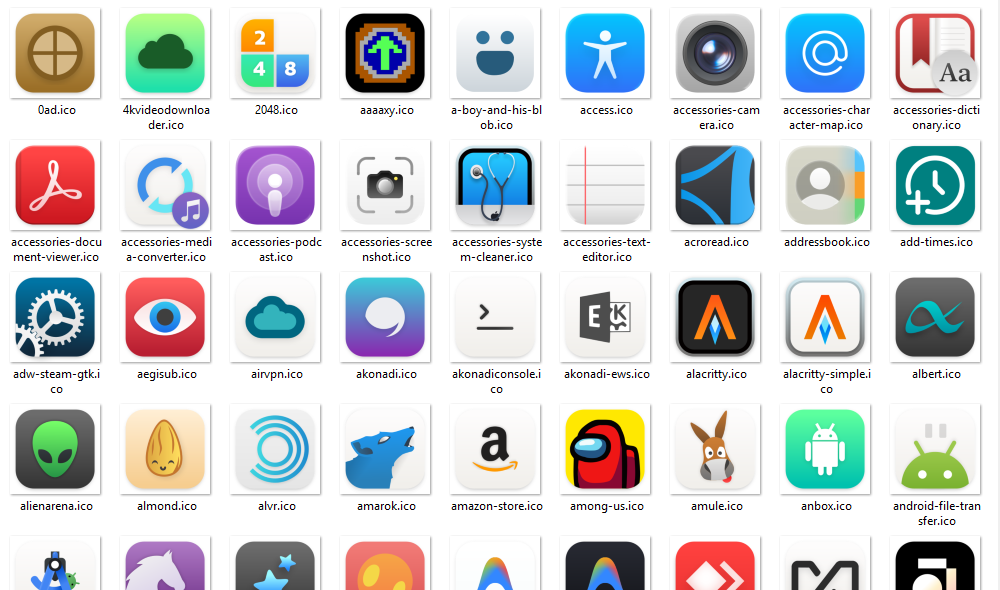 2
4 8
0ad.ico
4kvideodownloa
der.ico
2048.ico
aaaaxy.ico
a-boy-and-his-bl
ob.ico
access.ico
accessories-cam
era.ico
accessories-char
acter-map.ico
Aa
accessories-dicti
onary.ico
accessories-docu
ment-viewer.ico
accessories-medi
a-converter.ico
accessories-podc
ast.ico
accessories-scree
nshot.ico
accessories-syste
m-cleaner.ico
accessories-text-
editor.ico
acroread.ico
addressbook.ico
add-times.ico
adw-steam-gtk.i
co
aegisub.ico
airvpn.ico
akonadi.ico
akonadiconsole.i
co
E K
akonadi-ews.ico
alacritty.ico
alacritty-simple.i
co
albert.ico
alienarena.ico
almond.ico
alvr.ico
amarok.ico
a
amazon-store.ico
among-us.ico
amule.ico
anbox.ico
android-file-tran
sfer.ico